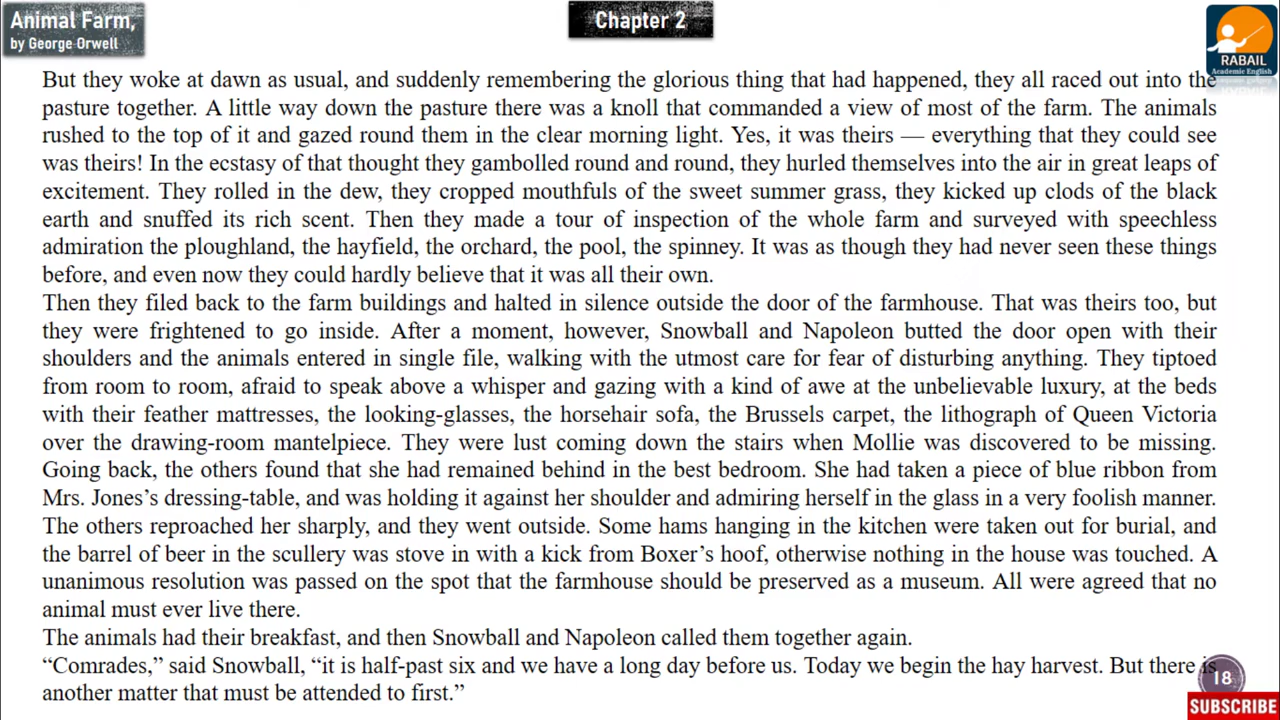 Animal Farm,
by George Orwell
Chapter 2
RABAIL
Academic English
But they woke at dawn as usual, and suddenly remembering the glorious thing that had happened, they all raced out into the
pasture together. A little way down the pasture there was a knoll that commanded a view of most of the farm. The animals
rushed to the top of it and gazed round them in the clear morning light. Yes, it was theirs — everything that they could see
was theirs! In the ecstasy of that thought they gambolled round and round, they hurled themselves into the air in great leaps of
excitement. They rolled in the dew, they cropped mouthfuls of the sweet summer grass, they kicked up clods of the black
earth and snuffed its rich scent. Then they made a tour of inspection of the whole farm and surveyed with speechless
admiration the ploughland, the hayfield, the orchard, the pool, the spinney. It was as though they had never seen these things
before, and even now they could hardly believe that it was all their own.
Then they filed back to the farm buildings and halted in silence outside the door of the farmhouse. That was theirs too, but
they were frightened to go inside. After a moment, however, Snowball and Napoleon butted the door open with their
shoulders and the animals entered in single file, walking with the utmost care for fear of disturbing anything. They tiptoed
from room to room, afraid to speak above a whisper and gazing with a kind of awe at the unbelievable luxury, at the beds
with their feather mattresses, the looking-glasses, the horsehair sofa, the Brussels carpet, the lithograph of Queen Victoria
over the drawing-room mantelpiece. They were lust coming down the stairs when Mollie was discovered to be missing.
Going back, the others found that she had remained behind in the best bedroom. She had taken a piece of blue ribbon from
Mrs. Jones’s dressing-table, and was holding it against her shoulder and admiring herself in the glass in a very foolish manner.
The others reproached her sharply, and they went outside. Some hams hanging in the kitchen were taken out for burial, and
the barrel of beer in the scullery was stove in with a kick from Boxer’s hoof, otherwise nothing in the house was touched. A
unanimous resolution was passed on the spot that the farmhouse should be preserved as a museum. All were agreed that no
animal must ever live there.
The animals had their breakfast, and then Snowball and Napoleon called them together again.
“Comrades,” said Snowball, “it is half-past six and we have a long day before us. Today we begin the hay harvest. But there is
another matter that must be attended to first.”
18
SUBSCRIBE